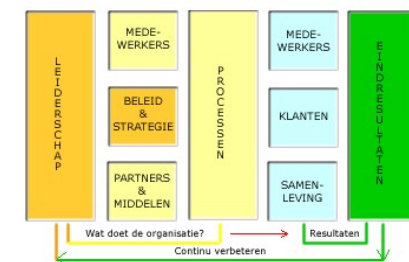 LEIDERSCHAP
MEDE-
WERKERS
BELEID
&
STRATEGIE
PARTNERS
&
MIDDELEN
PROCESSEN
MEDE-
WERKERS
KLANTEN
SAMEN-
LEVING
EINDRESULTATEN
Wat doet de organisatie?
Resultaten
Continu verbeteren